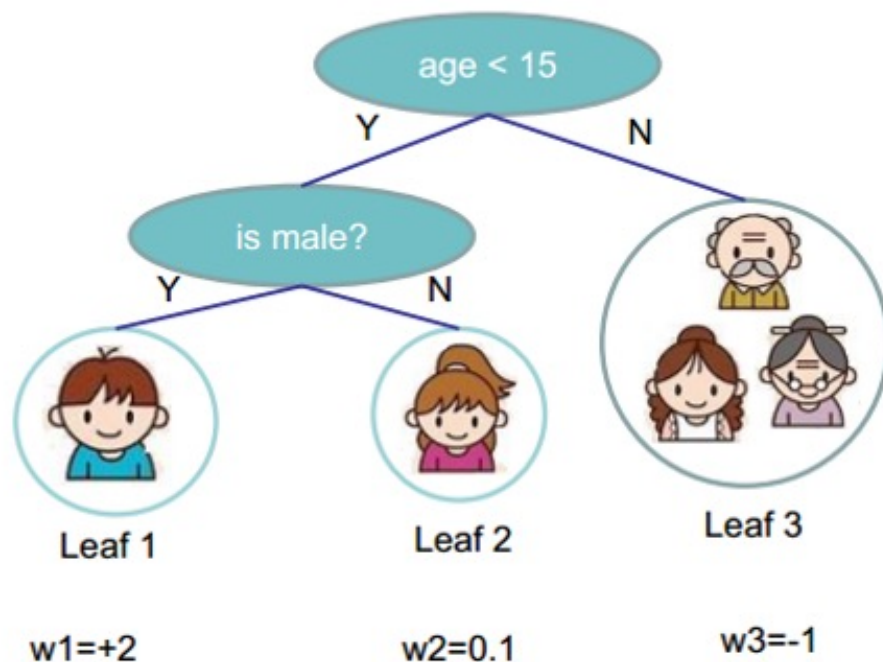 age < 15
Y
N
is male?
Y
N
Leaf 1
Leaf 2
Leaf 3
w1=+2
w2=0.1
w3=-1